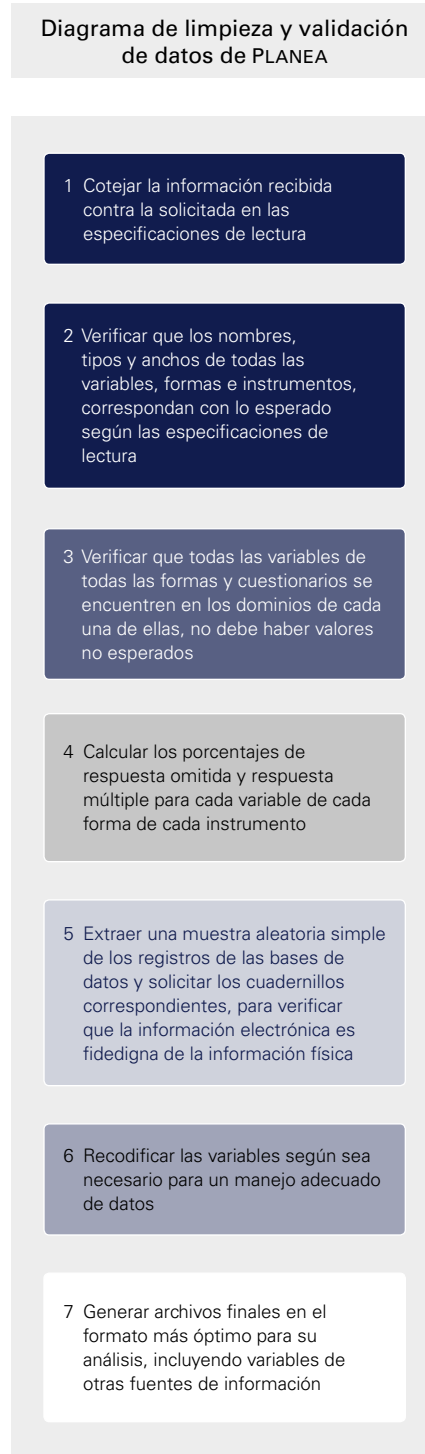 Diagrama de limpieza y validación
de datos de PLANEA
1 Cotejar la información recibida
contra la solicitada en las
especificaciones de lectura
2 Verificar que los nombres,
tipos y anchos de todas las
variables, formas e instrumentos,
correspondan con lo esperado
según las especificaciones de
lectura
3 Verificar que todas las variables de
todas las formas y cuestionarios se
encuentren en los dominios de cada
una de ellas, no debe haber valores
no esperados
4 Calcular los porcentajes de
respuesta omitida y respuesta
múltiple para cada variable de cada
forma de cada instrumento
5 Extraer una muestra aleatoria simple
de los registros de las bases de
datos y solicitar los cuadernillos
correspondientes, para verificar
que la información electrónica es
fidedigna de la información física
6 Recodificar las variables según sea
necesario para un manejo adecuado
de datos
7 Generar archivos finales en el
formato más óptimo para su
análisis, incluyendo variables de
otras fuentes de información